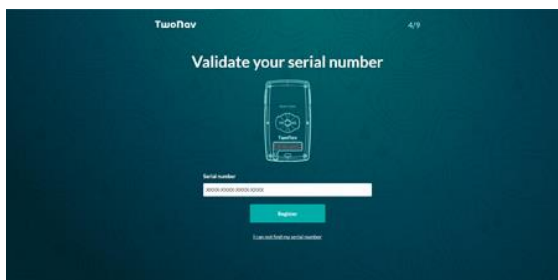 TwoNav
4/9
Validate your serial number
TwoNav
Serial number
XXXXX-XXXXX-XXXXX-XXXXX
Register
I can not find my serial number